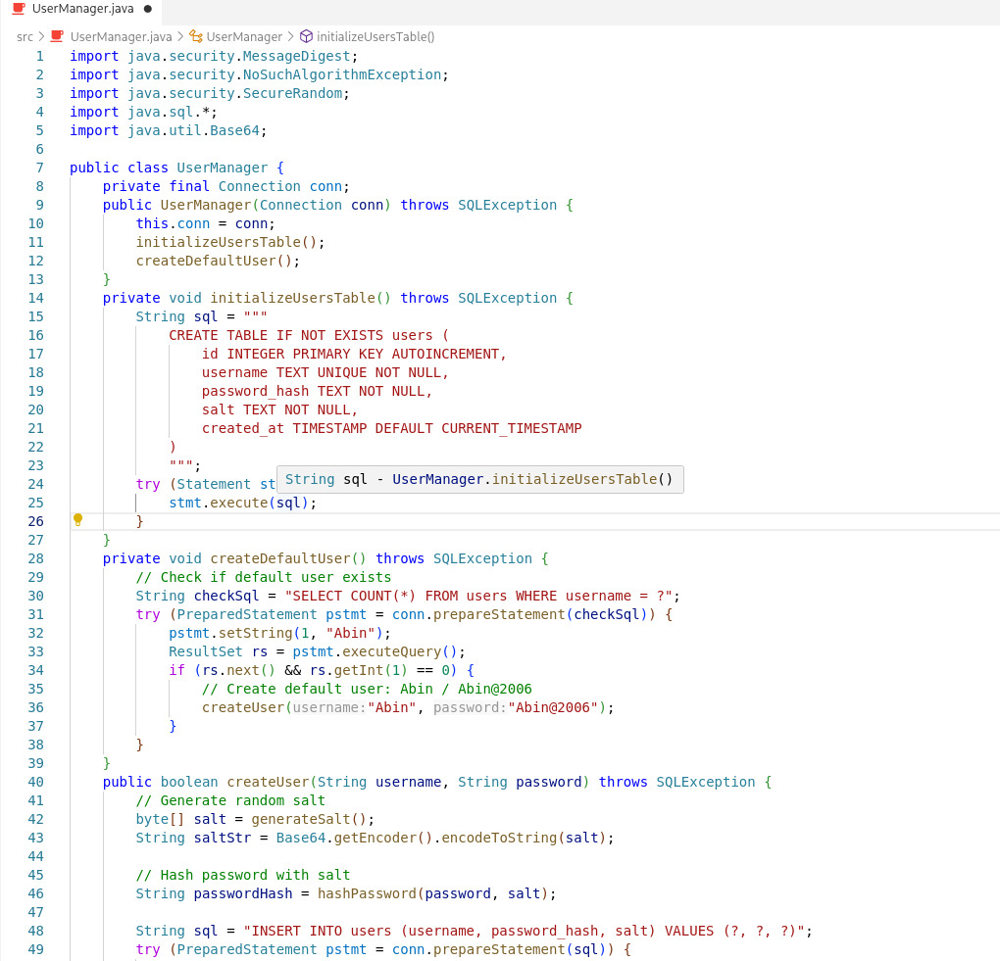 UserManager.java ●
src > UserManager.java > UserManager > initializeUsersTable()
1 import java.security.MessageDigest;
2 import java.security.NoSuchAlgorithmException;
3 import java.security.SecureRandom;
4 import java.sql.*;
5 import java.util.Base64;
6
7 public class UserManager {
8     private final Connection conn;
9     public UserManager(Connection conn) throws SQLException {
10         this.conn = conn;
11         initializeUsersTable();
12         createDefaultUser();
13     }
14     private void initializeUsersTable() throws SQLException {
15         String sql = """
16             CREATE TABLE IF NOT EXISTS users (
17                 id INTEGER PRIMARY KEY AUTOINCREMENT,
18                 username TEXT UNIQUE NOT NULL,
19                 password_hash TEXT NOT NULL,
20                 salt TEXT NOT NULL,
21                 created_at TIMESTAMP DEFAULT CURRENT_TIMESTAMP
22             )
23             """;
String sql - UserManager.initializeUsersTable()
24         try (Statement st
25             stmt.execute(sql);
26         }
27     }
28     private void createDefaultUser() throws SQLException {
29         // Check if default user exists
30         String checkSql = "SELECT COUNT(*) FROM users WHERE username = ?";
31         try (PreparedStatement pstmt = conn.prepareStatement(checkSql)) {
32             pstmt.setString(1, "Abin");
33             ResultSet rs = pstmt.executeQuery();
34             if (rs.next() && rs.getInt(1) == 0) {
35                 // Create default user: Abin / Abin@2006
36                 createUser(username:"Abin", password:"Abin@2006");
37             }
38         }
39     }
40     public boolean createUser(String username, String password) throws SQLException {
41         // Generate random salt
42         byte[] salt = generateSalt();
43         String saltStr = Base64.getEncoder().encodeToString(salt);
44
45         // Hash password with salt
46         String passwordHash = hashPassword(password, salt);
47
48         String sql = "INSERT INTO users (username, password_hash, salt) VALUES (?, ?, ?)";
49         try (PreparedStatement pstmt = conn.prepareStatement(sql)) {